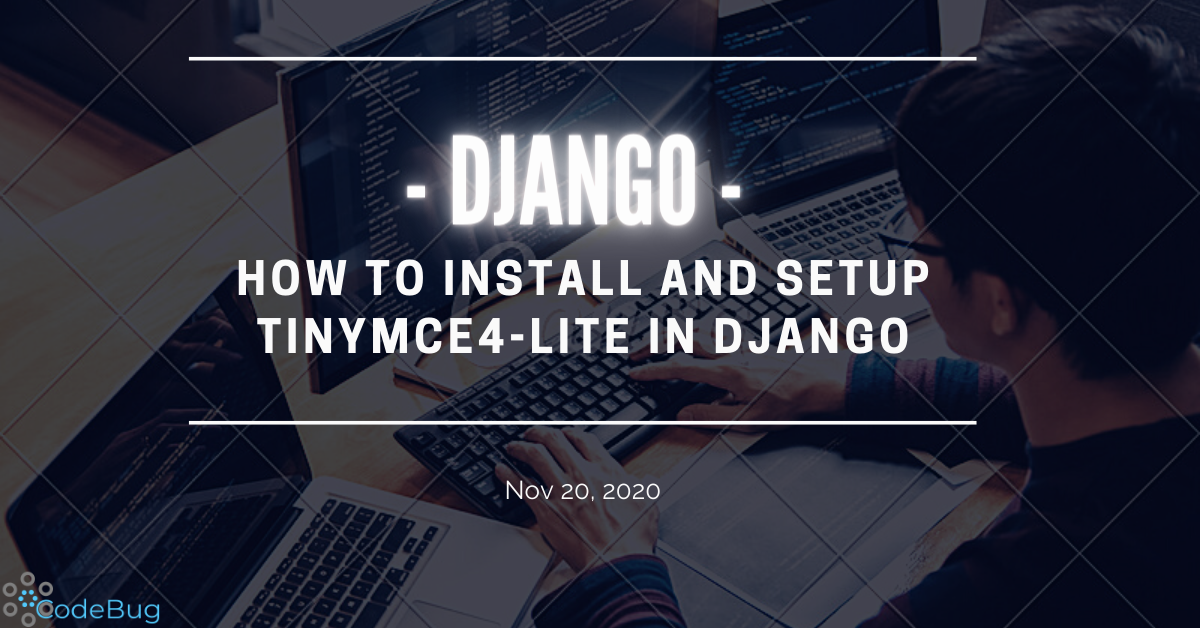 - DJANGO -
HOW TO INSTALL AND SETUP
TINYMCE4-LITE IN DJANGO
Nov 20, 2020
CodeBug